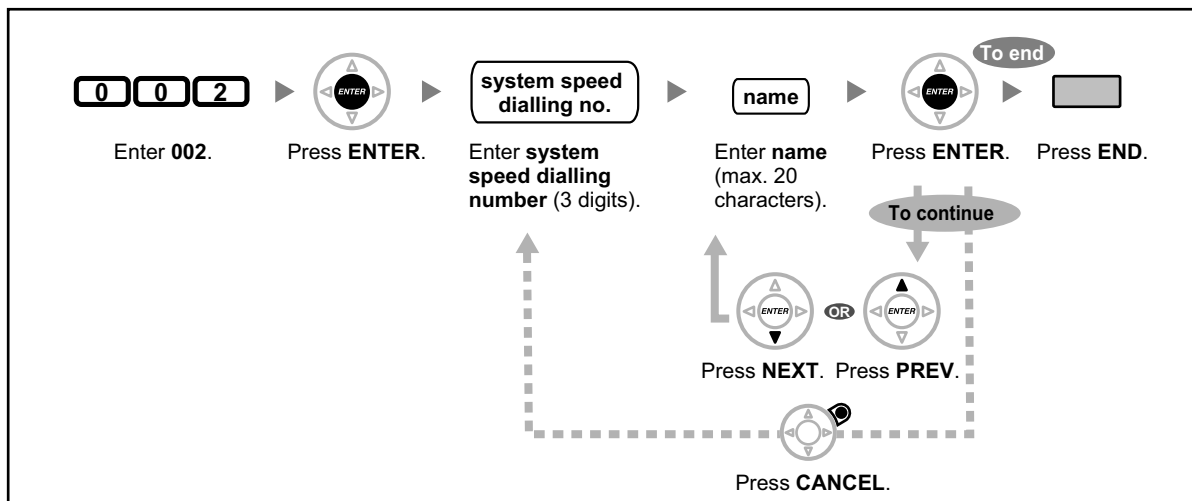 To end
0 0 2
ENTER
system speed
dialling no.
name
ENTER
Enter 002.
Press ENTER.
Enter system
speed dialling
number (3 digits).
Enter name
(max. 20
characters).
Press ENTER.
Press END.
To continue
ENTER
OR
ENTER
Press NEXT.
Press PREV.
Press CANCEL.